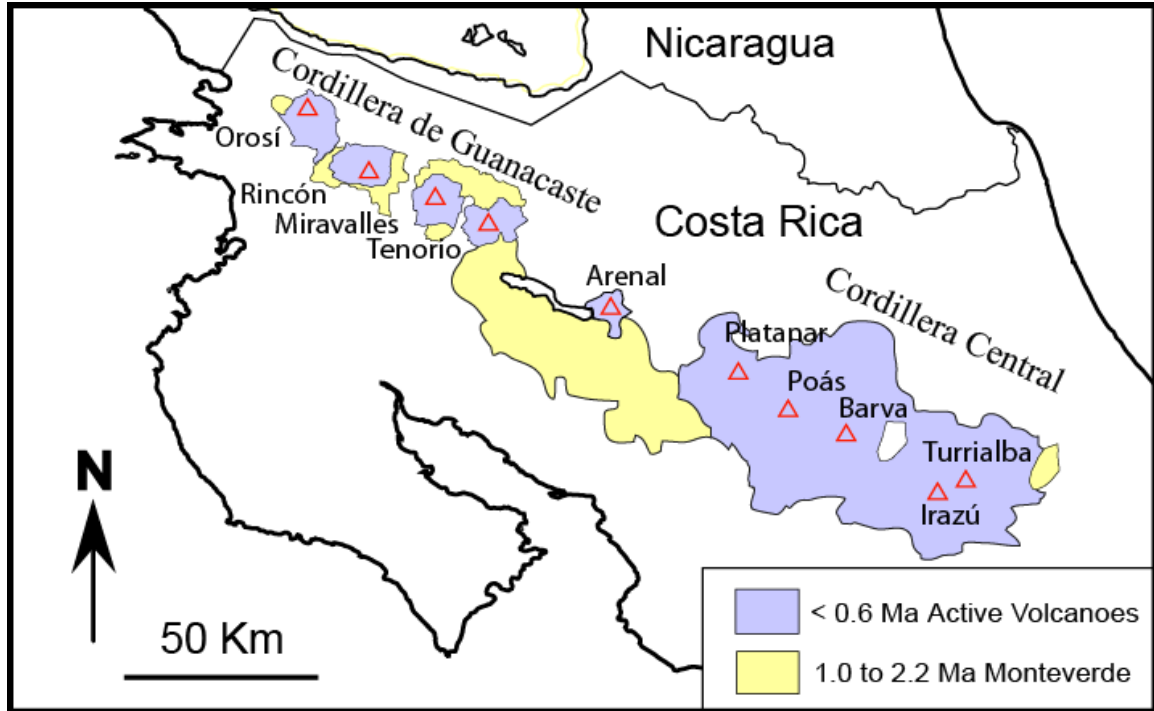 Nicaragua
Cordillera de Guanacaste
Orosí
Rincón
Miravalles
Tenorio
Costa Rica
Arenal
Cordillera Central
Platanar
Poás
Barva
Turrialba
Irazú
N
50 Km
< 0.6 Ma Active Volcanoes
1.0 to 2.2 Ma Monteverde